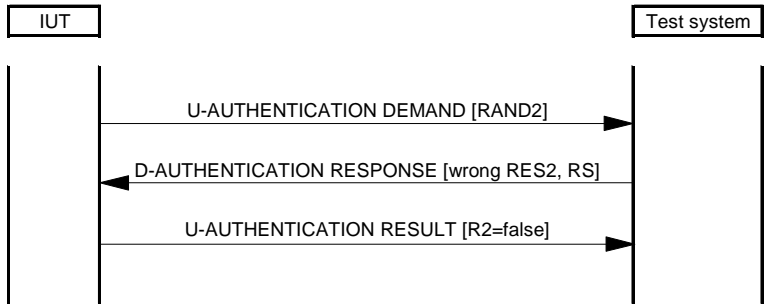 IUT
Test system
U-AUTHENTICATION DEMAND [RAND2]
D-AUTHENTICATION RESPONSE [wrong RES2, RS]
U-AUTHENTICATION RESULT [R2=false]